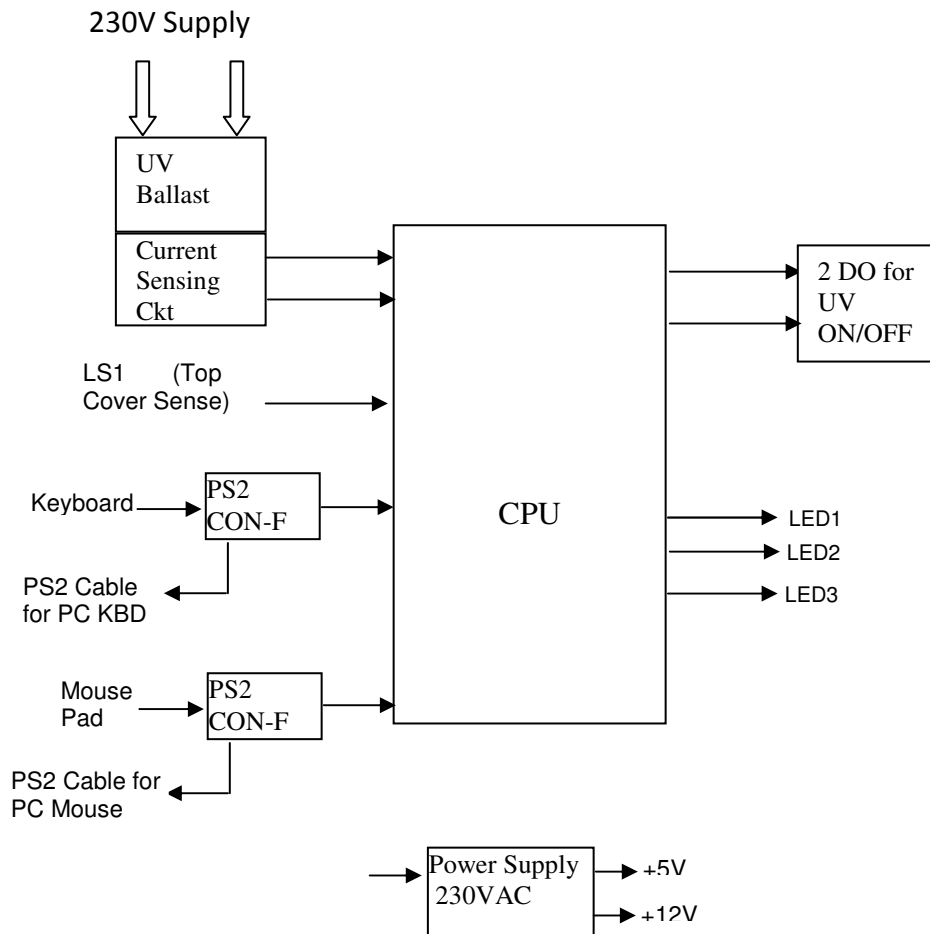 230V Supply
UV
Ballast
Current
Sensing
Ckt
2 DO for
UV
ON/OFF
LS1 (Top
Cover Sense)
Keyboard
PS2
CON-F
CPU
LED1
LED2
LED3
PS2 Cable
for PC KBD
Mouse
Pad
PS2
CON-F
PS2 Cable for
PC Mouse
Power Supply
230VAC
+5V
+12V